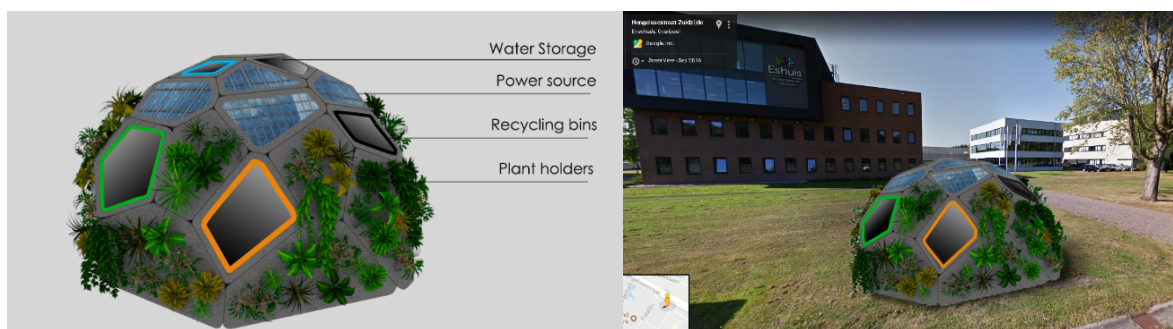 Water Storage
Power source
Recycling bins
Plant holders
Hengelosestraat Zuidzijde
Enschede, Overijssel
Google, Inc.
Street View - Sep 2016
Eshuis